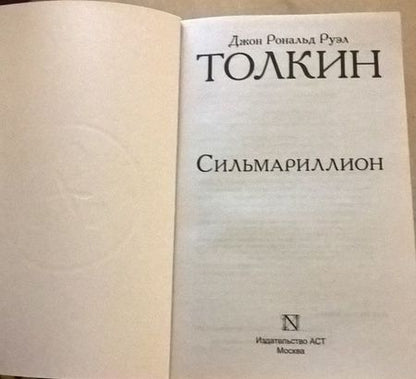 Джон Рональд Руэл
ТОЛКИН
СИЛЬМАРИЛЛИОН
N
Издательство АСТ
Москва